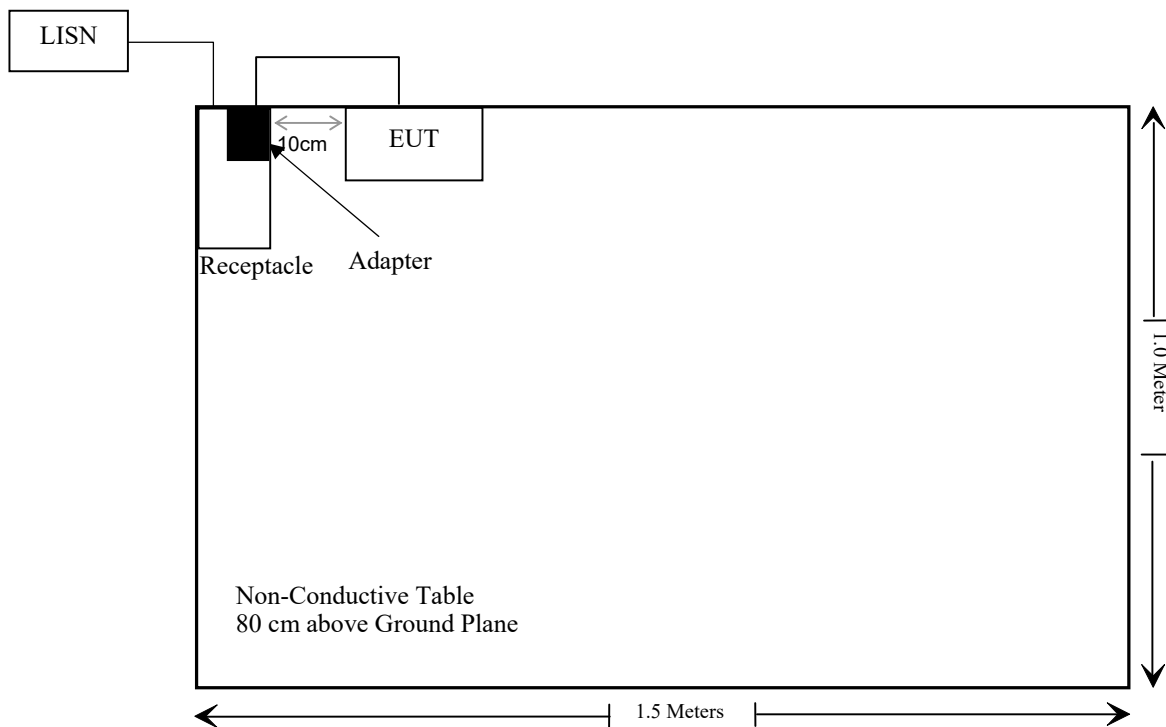 LISN
EUT
10cm
Receptacle
Adapter
1.0 Meter
Non-Conductive Table
80 cm above Ground Plane
1.5 Meters